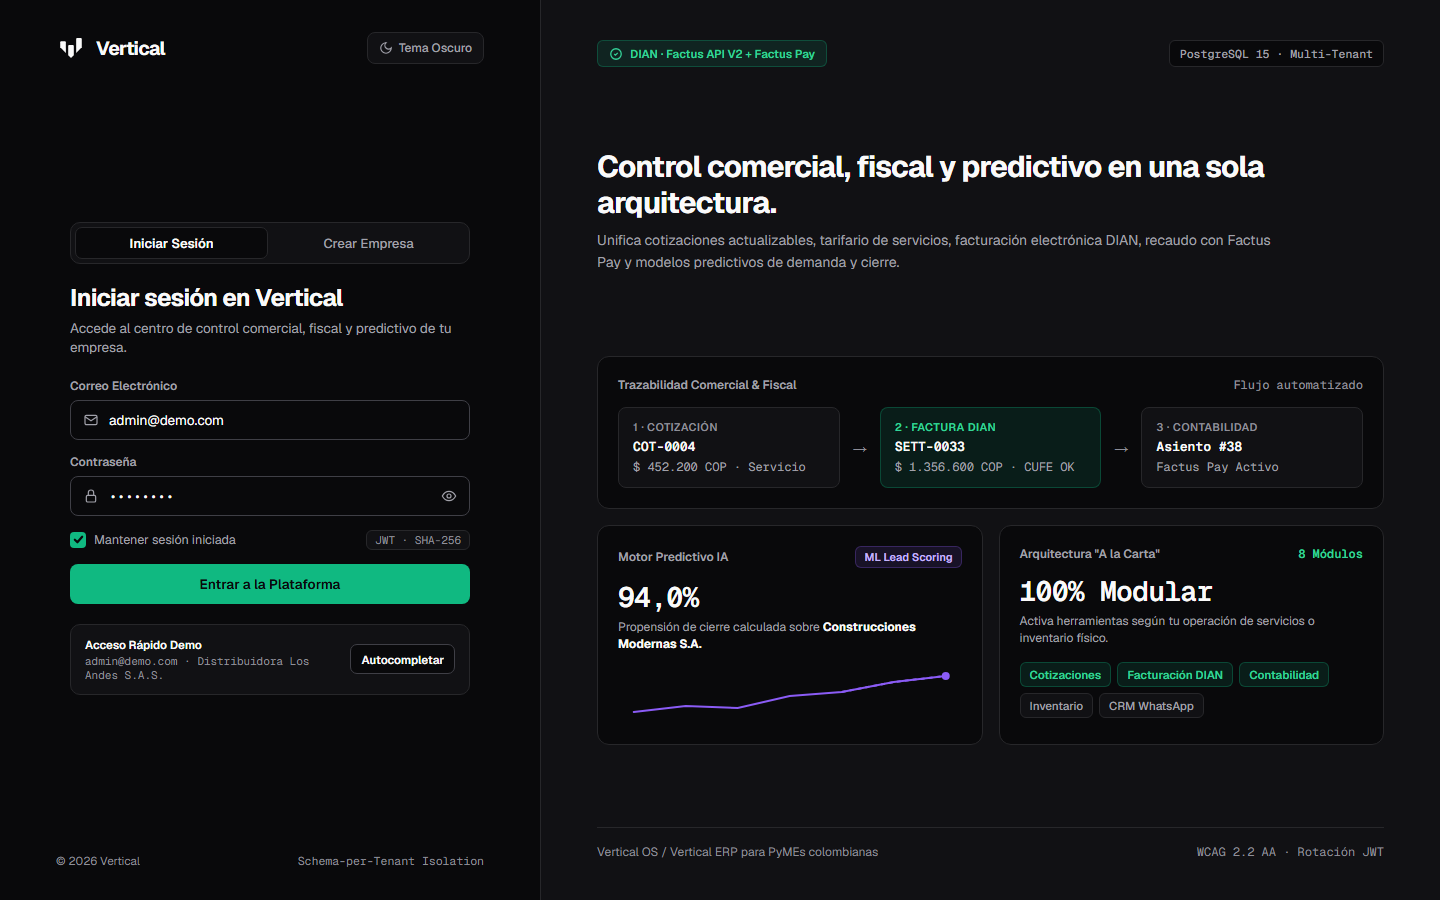 Vertical
Tema Oscuro
Iniciar Sesión
Crear Empresa
Iniciar sesión en Vertical
Accede al centro de control comercial, fiscal y predictivo de tu
empresa.
Correo Electrónico
admin@demo.com
Contraseña
••••••••
Mantener sesión iniciada
JWT · SHA-256
Entrar a la Plataforma
Acceso Rápido Demo
admin@demo.com · Distribuidora Los
Andes S.A.S.
Autocompletar
© 2026 Vertical
Schema-per-Tenant Isolation
DIAN · Factus API V2 + Factus Pay
PostgreSQL 15 · Multi-Tenant
Control comercial, fiscal y predictivo en una sola
arquitectura.
Unifica cotizaciones actualizables, tarifario de servicios, facturación electrónica DIAN, recaudo con Factus
Pay y modelos predictivos de demanda y cierre.
Trazabilidad Comercial & Fiscal
Flujo automatizado
1 · COTIZACIÓN
COT-0004
$ 452.200 COP · Servicio
→
2 · FACTURA DIAN
SETT-0033
$ 1.356.600 COP · CUFE OK
→
3 · CONTABILIDAD
Asiento #38
Factus Pay Activo
Motor Predictivo IA
ML Lead Scoring
94,0%
Propensión de cierre calculada sobre Construcciones
Modernas S.A.
Arquitectura "A la Carta"
8 Módulos
100% Modular
Activa herramientas según tu operación de servicios o
inventario físico.
Cotizaciones
Facturación DIAN
Contabilidad
Inventario
CRM WhatsApp
Vertical OS / Vertical ERP para PyMEs colombianas
WCAG 2.2 AA · Rotación JWT